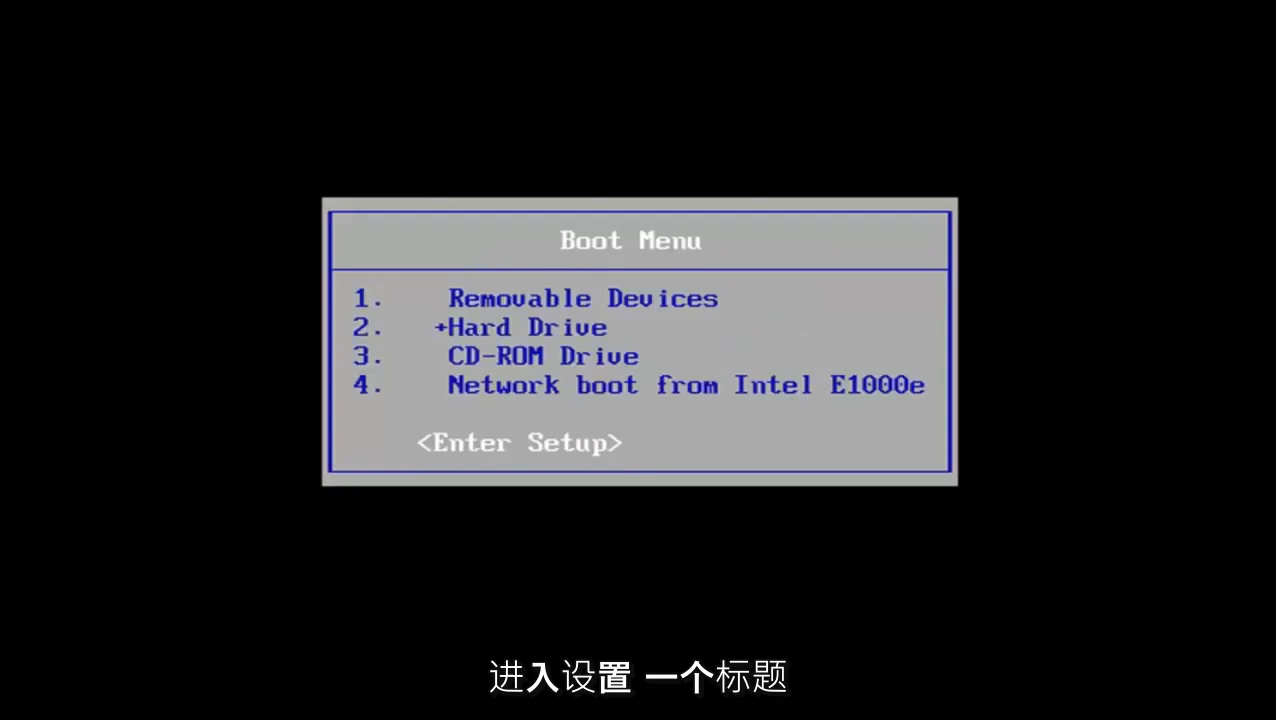 Boot Menu
1. Removable Devices
2. +Hard Drive
3. CD-ROM Drive
4. Network boot from Intel E1000e
<Enter Setup>
进入设置 一个标题